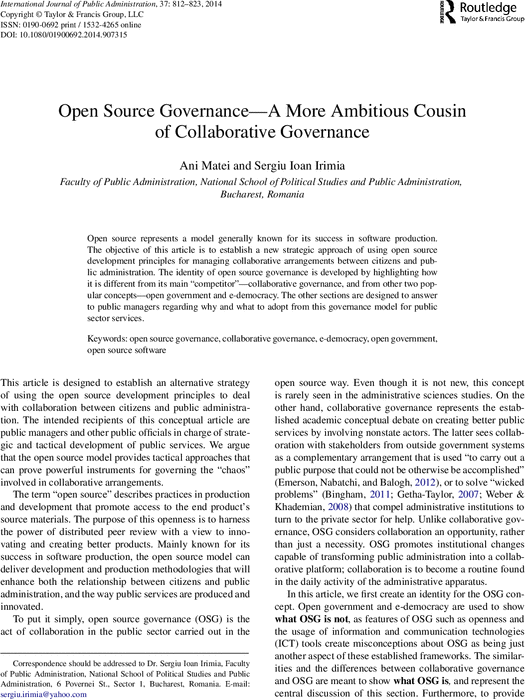 International Journal of Public Administration, 37: 812–823, 2014
Copyright © Taylor & Francis Group, LLC
ISSN: 0190-0692 print / 1532-4265 online
DOI: 10.1080/01900692.2014.907315
Routledge
Taylor & Francis Group
Open Source Governance—A More Ambitious Cousin
of Collaborative Governance
Ani Matei and Sergiu Ioan Irimia
Faculty of Public Administration, National School of Political Studies and Public Administration,
Bucharest, Romania
Open source represents a model generally known for its success in software production.
The objective of this article is to establish a new strategic approach of using open source
development principles for managing collaborative arrangements between citizens and pub-
lic administration. The identity of open source governance is developed by highlighting how
it is different from its main “competitor”—collaborative governance, and from other two pop-
ular concepts—open government and e-democracy. The other sections are designed to answer
to public managers regarding why and what to adopt from this governance model for public
sector services.
Keywords: open source governance, collaborative governance, e-democracy, open government,
open source software
This article is designed to establish an alternative strategy
of using the open source development principles to deal
with collaboration between citizens and public administra-
tion. The intended recipients of this conceptual article are
public managers and other public officials in charge of strate-
gic and tactical development of public services. We argue
that the open source model provides tactical approaches that
can prove powerful instruments for governing the “chaos”
involved in collaborative arrangements.
The term “open source” describes practices in production
and development that promote access to the end product’s
source materials. The purpose of this openness is to harness
the power of distributed peer review with a view to inno-
vating and creating better products. Mainly known for its
success in software production, the open source model can
deliver development and production methodologies that will
enhance both the relationship between citizens and public
administration, and the way public services are produced and
innovated.
To put it simply, open source governance (OSG) is the
act of collaboration in the public sector carried out in the
Correspondence should be addressed to Dr. Sergiu Ioan Irimia, Faculty
of Public Administration, National School of Political Studies and Public
Administration, 6 Povernei St., Sector 1, Bucharest, Romania. E-mail:
sergiu.irimia@yahoo.com
open source way. Even though it is not new, this concept
is rarely seen in the administrative sciences studies. On the
other hand, collaborative governance represents the estab-
lished academic conceptual debate on creating better public
services by involving nonstate actors. The latter sees collab-
oration with stakeholders from outside government systems
as a complementary arrangement that is used “to carry out a
public purpose that could not be otherwise be accomplished”
(Emerson, Nabatchi, and Balogh, 2012), or to solve “wicked
problems” (Bingham, 2011; Getha-Taylor, 2007; Weber &
Khademian, 2008) that compel administrative institutions to
turn to the private sector for help. Unlike collaborative gov-
ernance, OSG considers collaboration an opportunity, rather
than just a necessity. OSG promotes institutional changes
capable of transforming public administration into a collab-
orative platform; collaboration is to become a routine found
in the daily activity of the administrative apparatus.
In this article, we first create an identity for the OSG con-
cept. Open government and e-democracy are used to show
what OSG is not, as features of OSG such as openness and
the usage of information and communication technologies
(ICT) tools create misconceptions about OSG as being just
another aspect of these established frameworks. The similar-
ities and the differences between collaborative governance
and OSG are meant to show what OSG is, and represent the
central discussion of this section. Furthermore, to provide